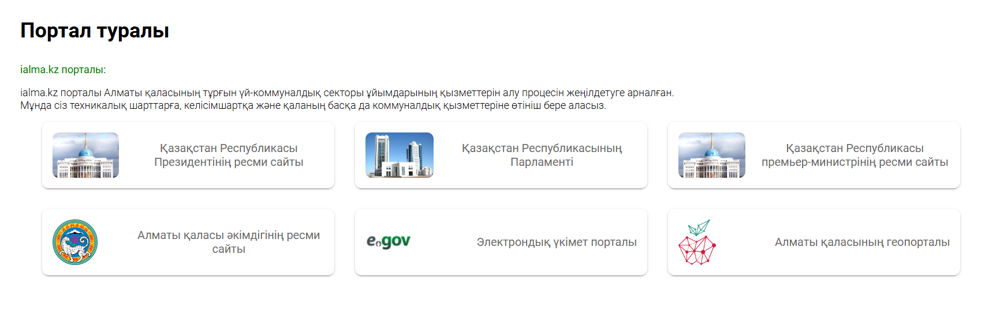 Портал туралы
ialma.kz порталы:
ialma.kz порталы Алматы қаласының тұрғын үй-коммуналдық секторы ұйымдарының қызметтерін алу процесін жеңілдетуге арналған.
Мұнда сіз техникалық шарттарға, келісімшартқа және қаланың басқа да коммуналдық қызметтеріне өтініш бере аласыз.
Қазақстан Республикасы
Президентінің ресми сайты
Қазақстан Республикасының
Парламенті
Қазақстан Республикасы
премьер-министрінің ресми сайты
Алматы қаласы әкімдігінің ресми
сайты
e.gov
Электрондық үкімет порталы
Алматы қаласының геопорталы